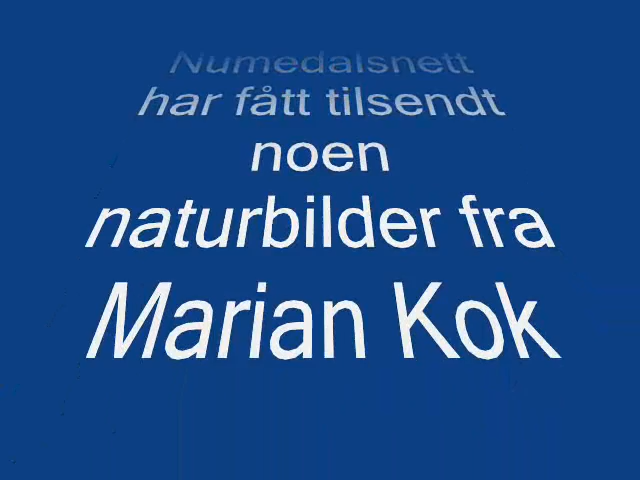 Numedalsnett
har fått tilsendt
noen
naturbilder fra
Marian Kok